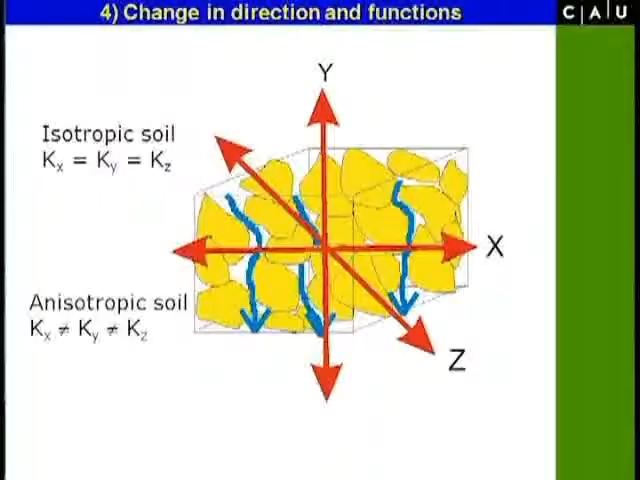 4) Change in direction and functions
C A U
Y
Isotropic soil
Kx = Ky = Kz
X
Anisotropic soil
Kx ≠ Ky ≠ Kz
Z